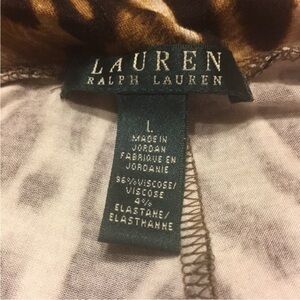 LAUREN
RALPH LAUREN
L
MADE IN
JORDAN
FABRIQUE EN
JORDANIE
96% VISCOSE/
VISCOSE
4%
ELASTANE/
ELASTHANNE